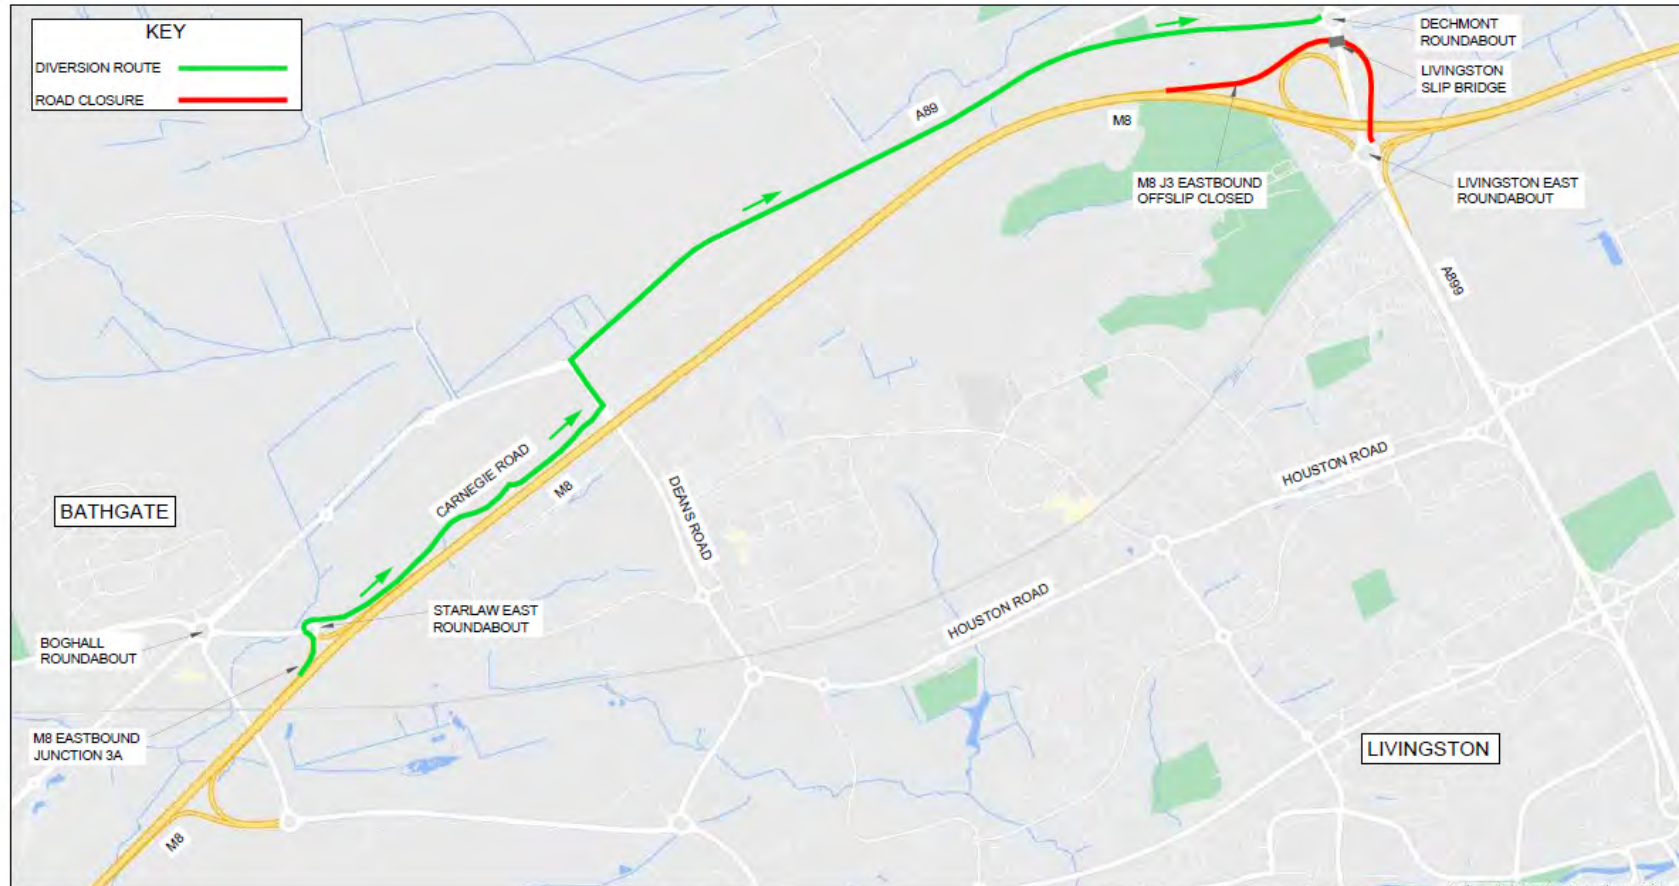 KEY
DIVERSION ROUTE
ROAD CLOSURE
DECHMONT
ROUNDABOUT
LIVINGSTON
SLIP BRIDGE
A89
M8
M8 J3 EASTBOUND
OFFSLIP CLOSED
LIVINGSTON EAST
ROUNDABOUT
A899
CARNEGIE ROAD
M8
BATHGATE
DEANS ROAD
HOUSTON ROAD
STARLAW EAST
ROUNDABOUT
HOUSTON ROAD
BOGHALL
ROUNDABOUT
M8 EASTBOUND
JUNCTION 3A
LIVINGSTON
M8